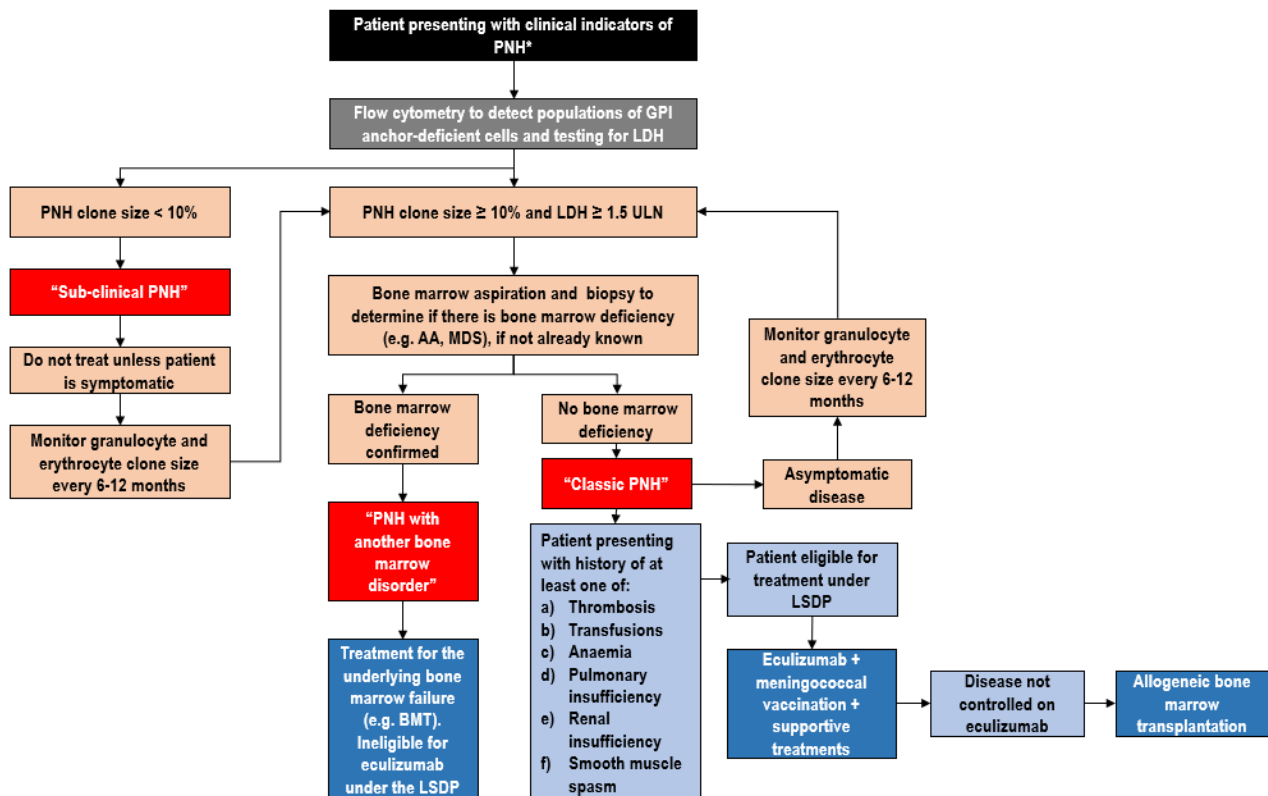 Patient presenting with clinical indicators of
PNH*
Flow cytometry to detect populations of GPI
anchor-deficient cells and testing for LDH
PNH clone size < 10%
PNH clone size ≥ 10% and LDH ≥ 1.5 ULN
“Sub-clinical PNH”
Bone marrow aspiration and biopsy to
determine if there is bone marrow deficiency
(e.g. AA, MDS), if not already known
Monitor granulocyte
and erythrocyte
clone size every 6-12
months
Do not treat unless patient
is symptomatic
Bone marrow
deficiency
confirmed
No bone marrow
deficiency
Monitor granulocyte and
erythrocyte clone size
every 6-12 months
“Classic PNH”
Asymptomatic
disease
“PNH with
another bone
marrow
disorder”
Patient presenting
with history of at
least one of:
a) Thrombosis
b) Transfusions
c) Anaemia
d) Pulmonary
insufficiency
e) Renal
insufficiency
f) Smooth muscle
spasm
Patient eligible for
treatment under
LSDP
Treatment for the
underlying bone
marrow failure
(e.g. BMT).
Ineligible for
eculizumab
under the LSDP
Eculizumab +
meningococcal
vaccination +
supportive
treatments
Disease not
controlled on
eculizumab
Allogeneic bone
marrow
transplantation